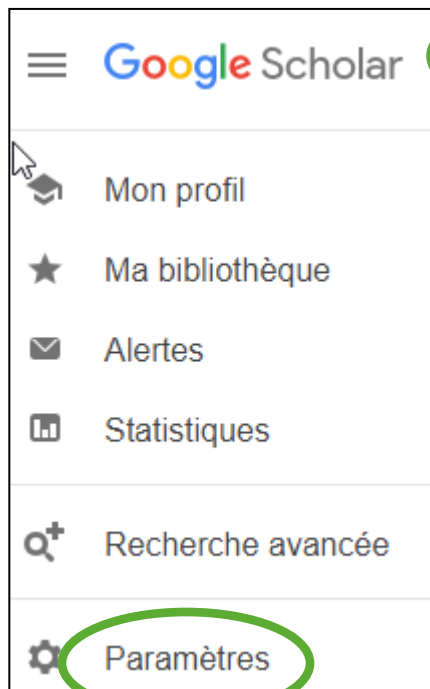 Google Scholar
Mon profil
Ma bibliothèque
Alertes
Statistiques
Recherche avancée
Paramètres